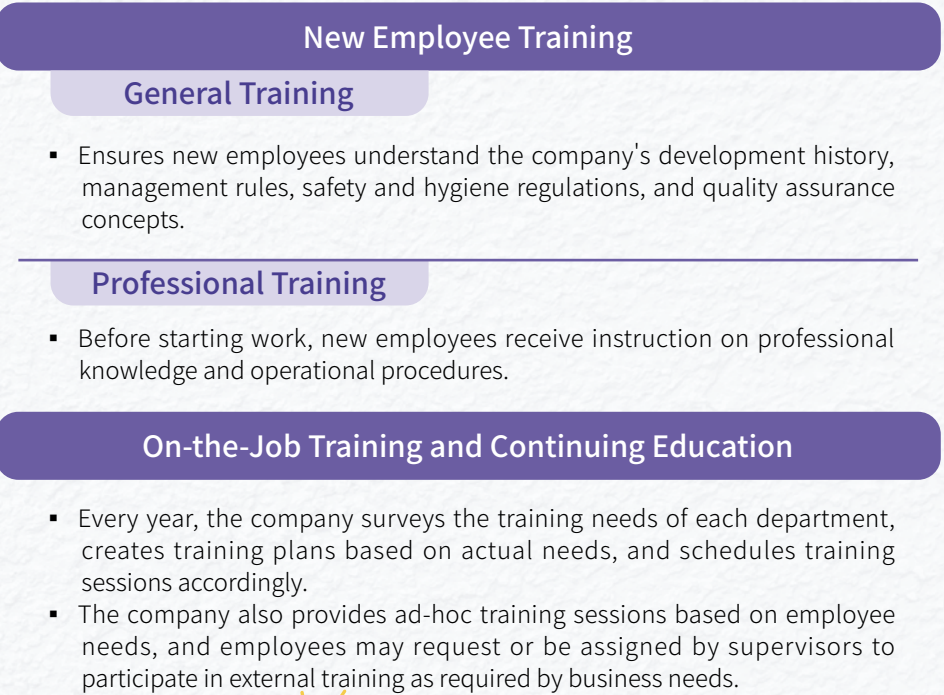 New Employee Training
General Training
▪ Ensures new employees understand the company's development history,
management rules, safety and hygiene regulations, and quality assurance
concepts.
Professional Training
▪ Before starting work, new employees receive instruction on professional
knowledge and operational procedures.
On-the-Job Training and Continuing Education
▪ Every year, the company surveys the training needs of each department,
creates training plans based on actual needs, and schedules training
sessions accordingly.
▪ The company also provides ad-hoc training sessions based on employee
needs, and employees may request or be assigned by supervisors to
participate in external training as required by business needs.